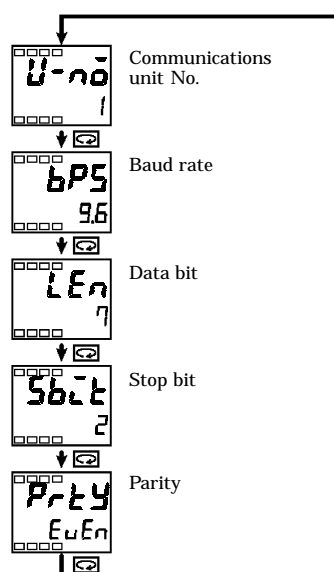 U-no
Communications
unit No.
1
bPS
Baud rate
9.6
LEn
Data bit
7
Sbit
Stop bit
2
PrtY
Parity
EuEn